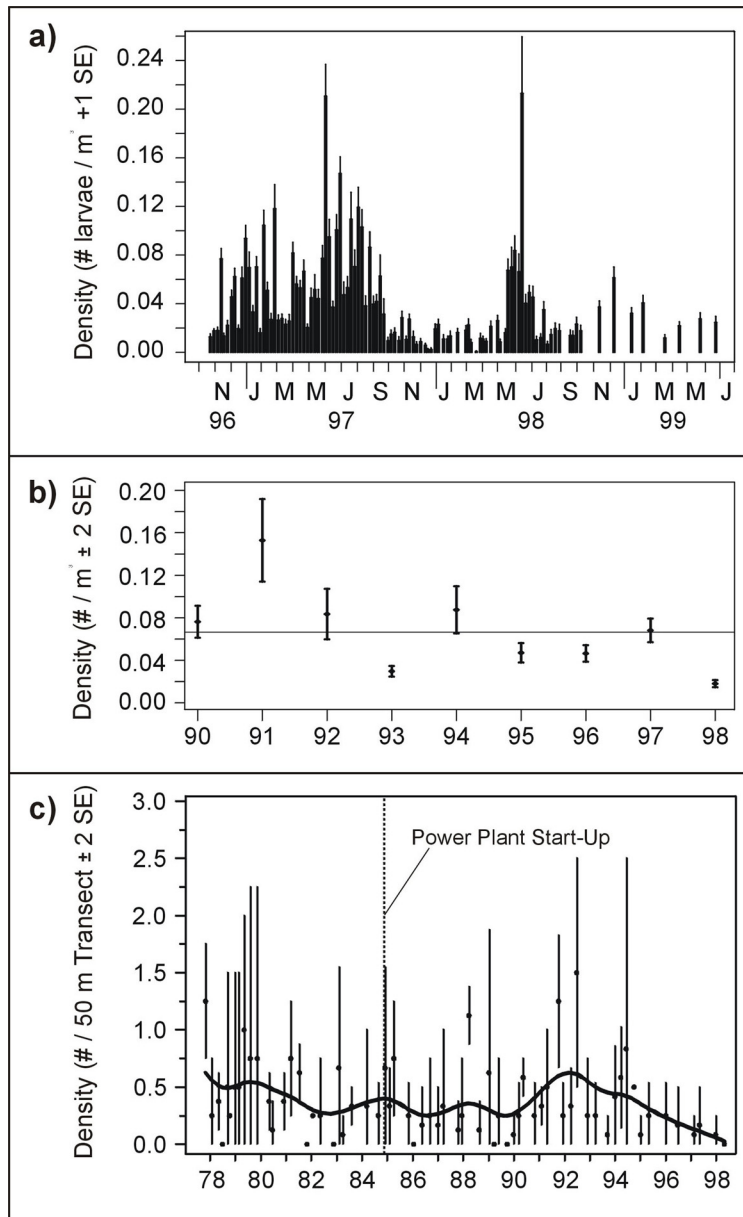 a)
Density (# larvae / m³ +1 SE)
0.24
0.20
0.16
0.12
0.08
0.04
0.00
N J M M J S N J M M J S N J M M J
96 97 98 99
b)
Density (# / m³ ± 2 SE)
0.20
0.16
0.12
0.08
0.04
0.00
90 91 92 93 94 95 96 97 98
c)
Density (# / 50 m Transect ± 2 SE)
3.0
2.5
2.0
1.5
1.0
0.5
0.0
Power Plant Start-Up
78 80 82 84 86 88 90 92 94 96 98